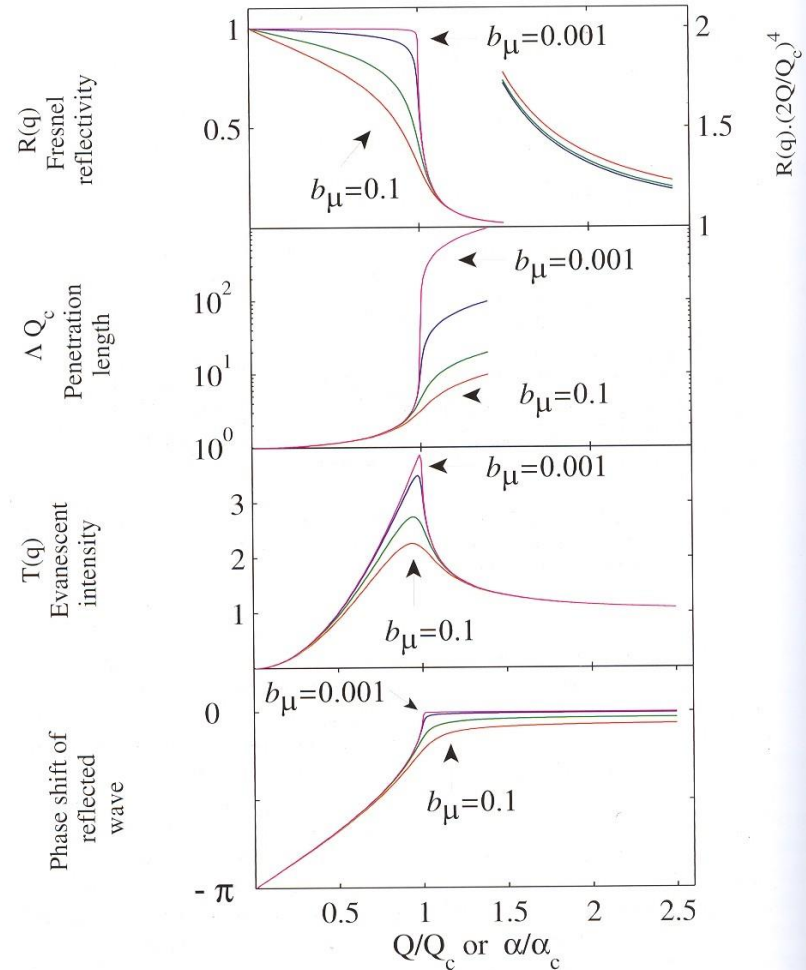 R(q)
Fresnel
reflectivity
1
0.5
b_μ=0.001
b_μ=0.1
2
1.5
1
R(q).(2Q/Q_c)^4
Λ Q_c
Penetration
length
10^2
10^1
10^0
b_μ=0.001
b_μ=0.1
T(q)
Evanescent
intensity
3
2
1
b_μ=0.001
b_μ=0.1
Phase shift of
reflected
wave
0
- π
b_μ=0.001
b_μ=0.1
0.5
1
1.5
2
2.5
Q/Q_c or α/α_c